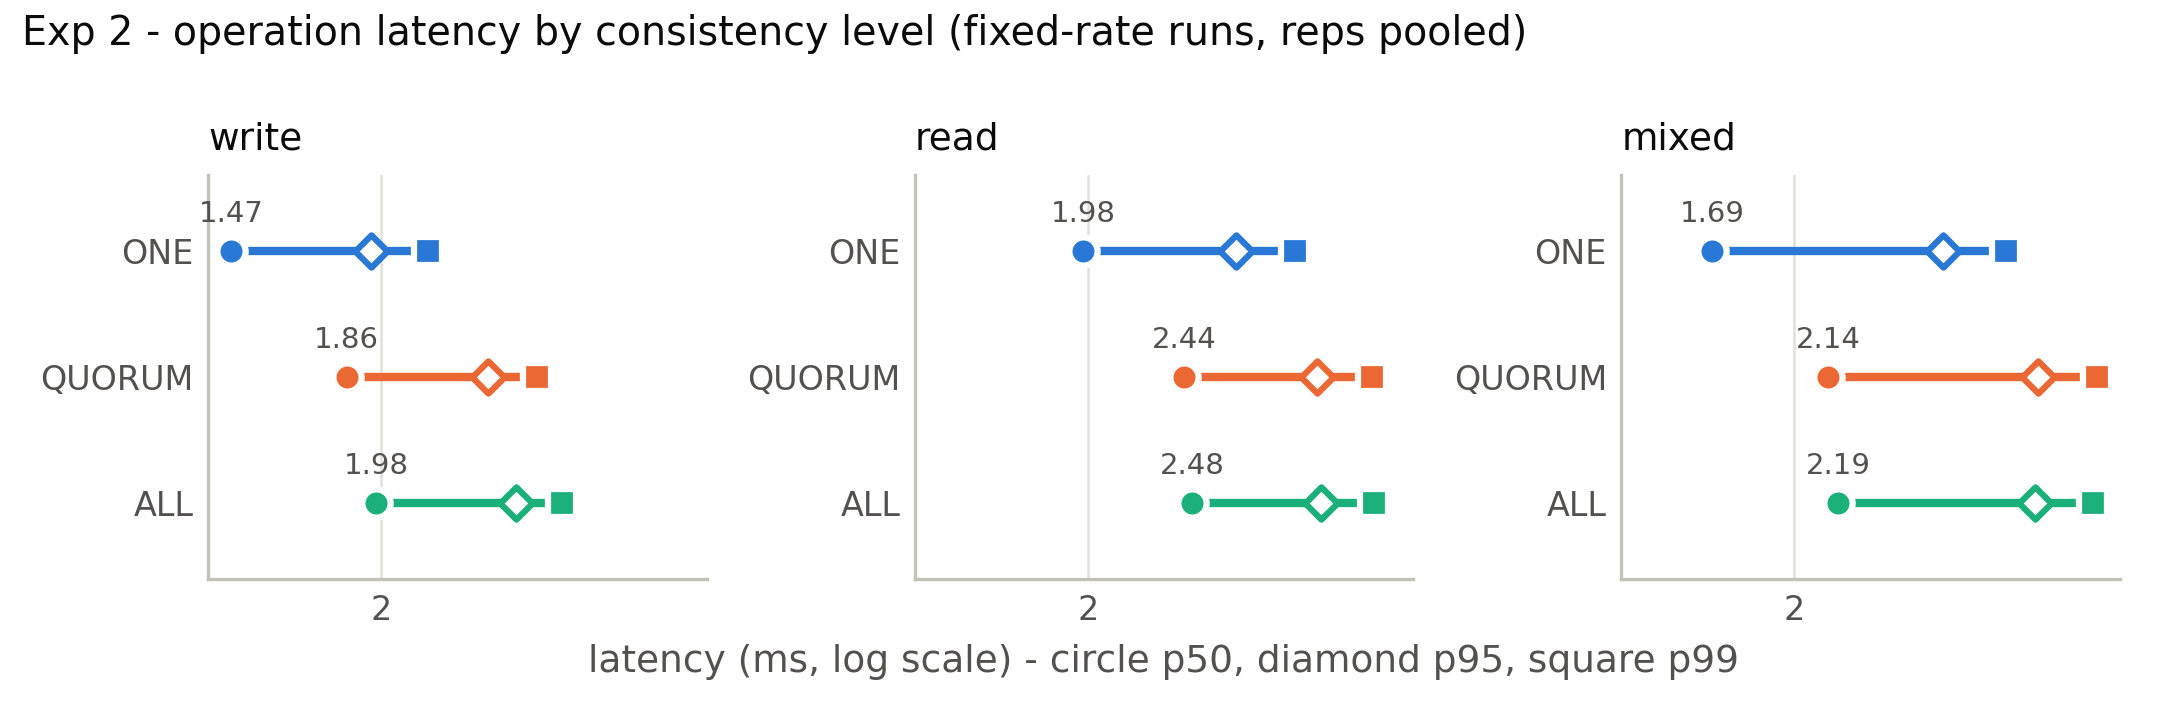 Exp 2 - operation latency by consistency level (fixed-rate runs, reps pooled)
write
1.47
ONE
1.86
QUORUM
1.98
ALL
2
read
1.98
ONE
2.44
QUORUM
2.48
ALL
2
mixed
1.69
ONE
2.14
QUORUM
2.19
ALL
2
latency (ms, log scale) - circle p50, diamond p95, square p99